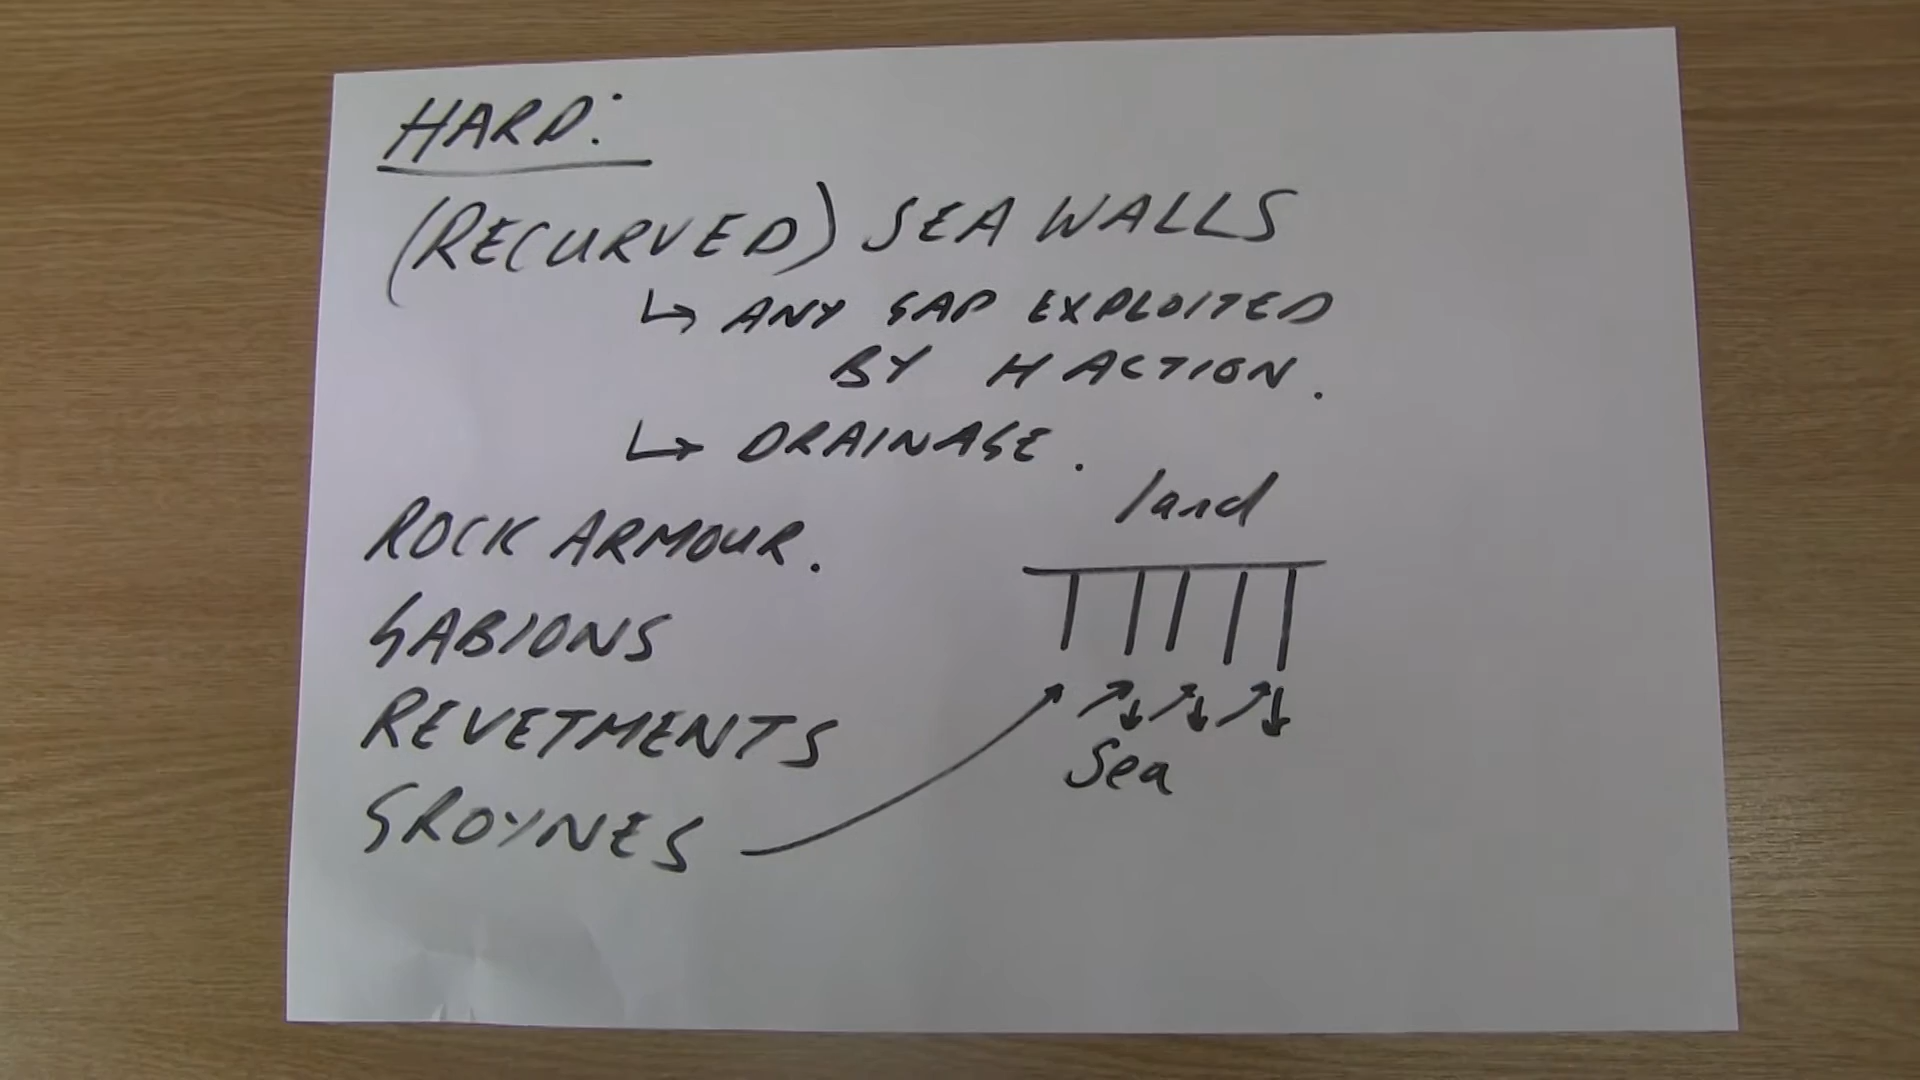 HARD:
(RECURVED) SEA WALLS
↳ ANY GAP EXPLOITED
BY H ACTION.
↳ DRAINAGE.
land
ROCK ARMOUR.
GABIONS
REVETMENTS
Sea
GROYNES